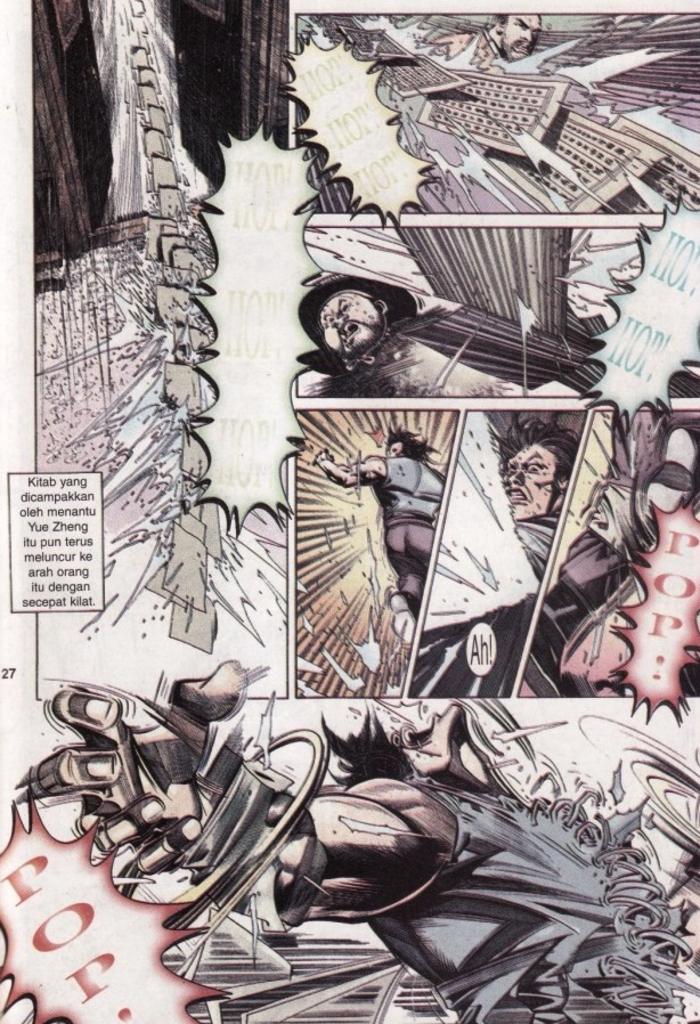 HOP!
HOP!
HOP!
HOP!
HOP!
HOP!
HOP!
HOP!
Kitab yang
dicampakkan
oleh menantu
Yue Zheng
itu pun terus
meluncur ke
arah orang
itu dengan
secepat kilat.
Ah!
POP!
27
POP!